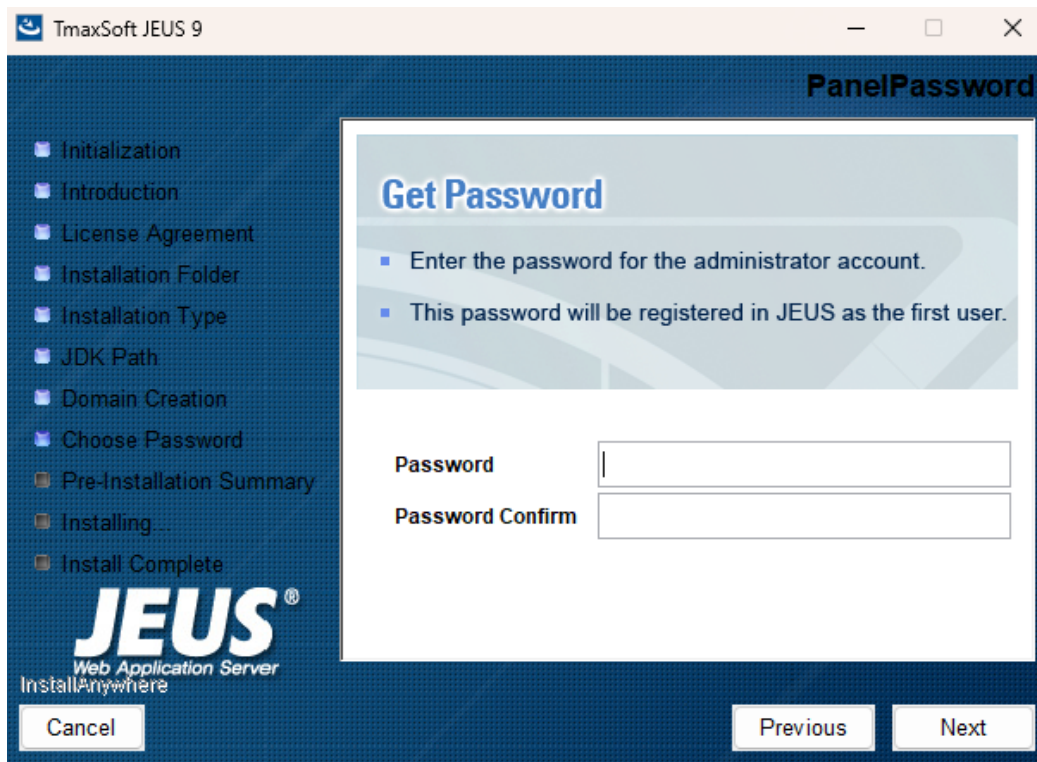 TmaxSoft JEUS 9
PanelPassword
Initialization
Introduction
License Agreement
Installation Folder
Installation Type
JDK Path
Domain Creation
Choose Password
Pre-Installation Summary
Installing...
Install Complete
JEUS®
Web Application Server
InstallAnywhere
Get Password
Enter the password for the administrator account.
This password will be registered in JEUS as the first user.
Password
Password Confirm
Cancel
Previous
Next